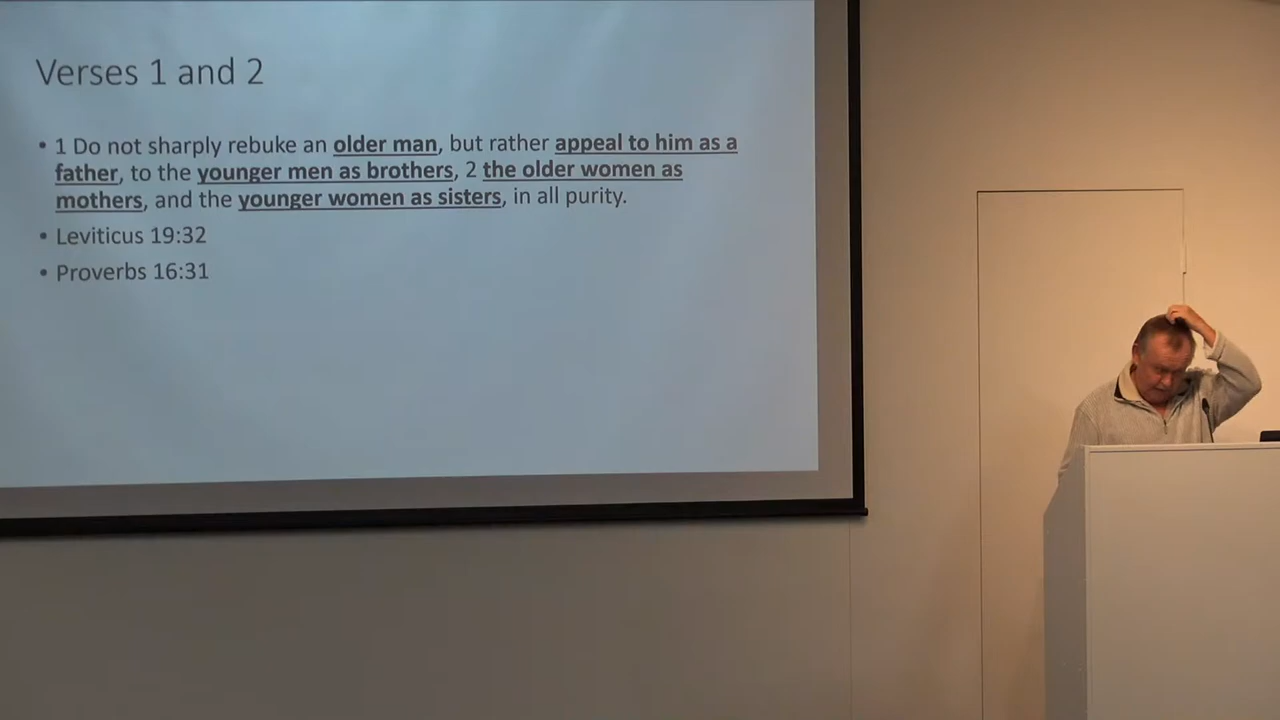 Verses 1 and 2
• 1 Do not sharply rebuke an older man, but rather appeal to him as a
father, to the younger men as brothers, 2 the older women as
mothers, and the younger women as sisters, in all purity.
• Leviticus 19:32
• Proverbs 16:31